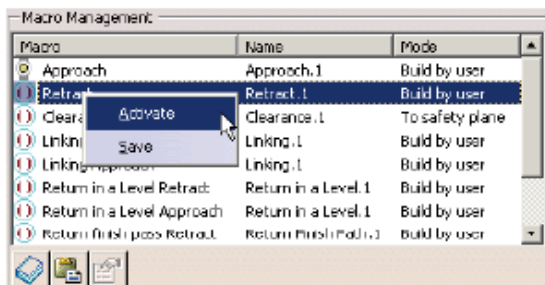 Macro Management
Macro Name Mode
Approach Approach.1 Build by user
Retract Retract.1 Build by user
Activate
Clearance.1 To safety plane
Save
Linking.1 Build by user
Linking Approach Linking.1 Build by user
Return in a Level Retract Return in a Level.1 Build by user
Return in a Level Approach Return in a Level.1 Build by user
Return finish pass Retract Return Finish Path.1 Build by user